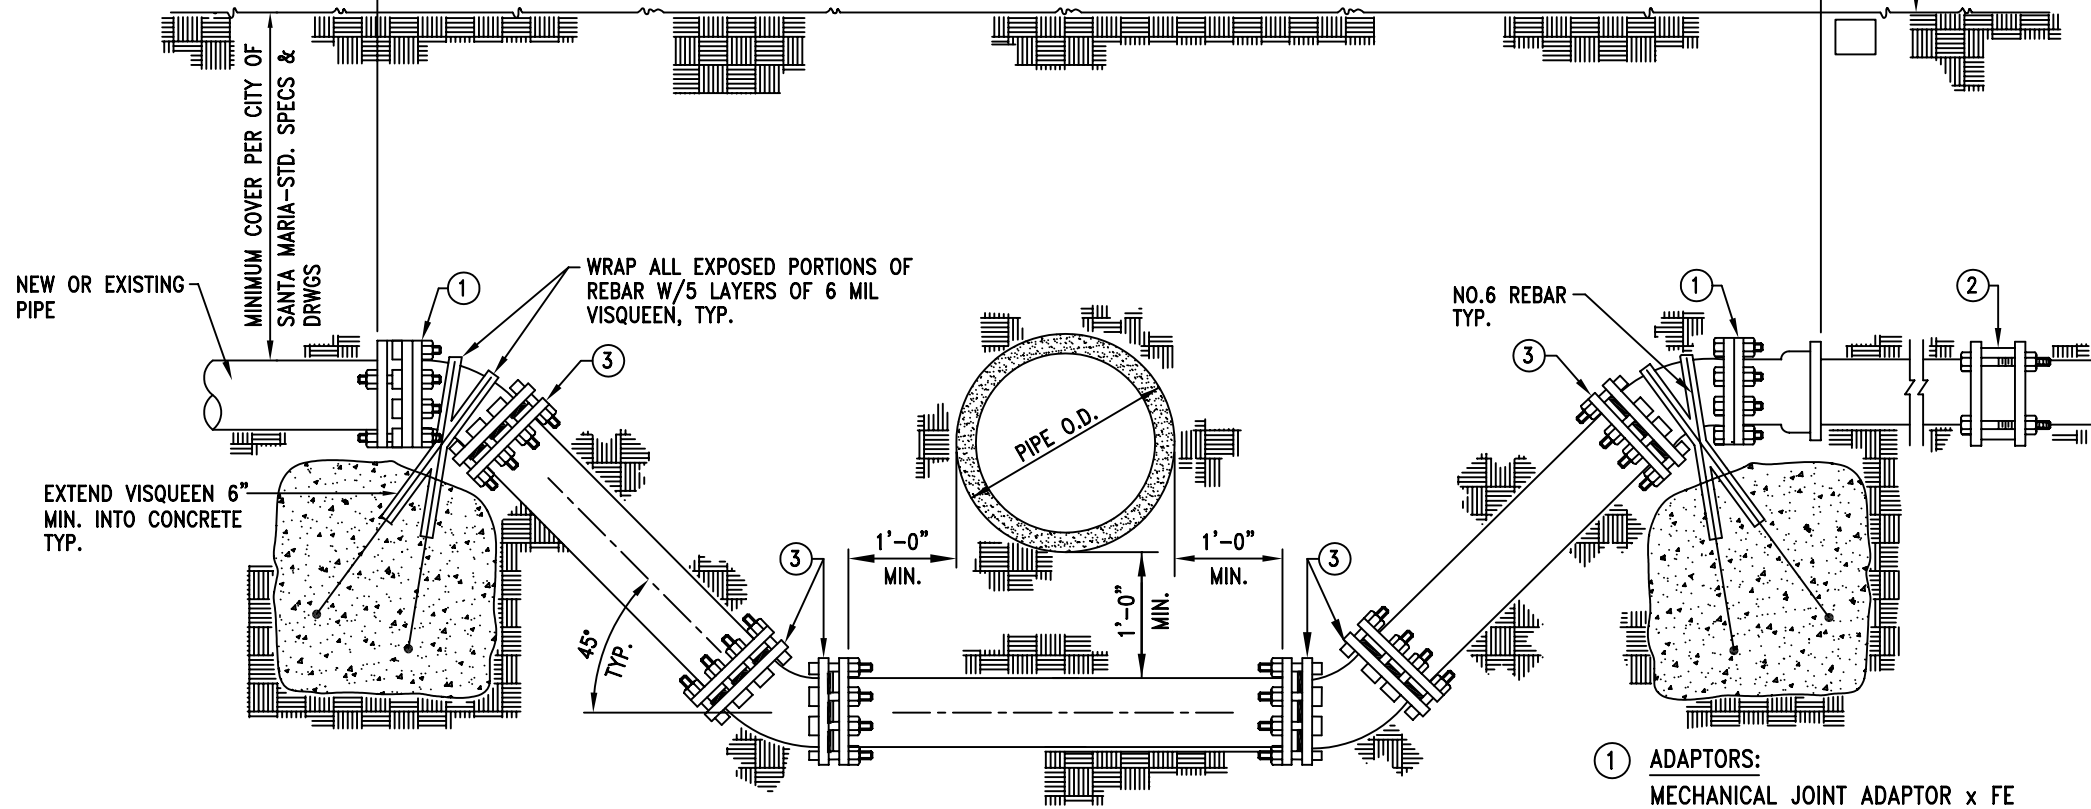 MINIMUM COVER PER CITY OF
SANTA MARIA-STD. SPECS &
DRWGS
NEW OR EXISTING
PIPE
1
WRAP ALL EXPOSED PORTIONS OF
REBAR W/5 LAYERS OF 6 MIL
VISQUEEN, TYP.
3
EXTEND VISQUEEN 6"
MIN. INTO CONCRETE
TYP.
45°
TYP.
3
1'-0"
MIN.
PIPE O.D.
1'-0"
MIN.
1'-0"
MIN.
3
NO.6 REBAR
TYP.
3
1
2
1 ADAPTORS:
MECHANICAL JOINT ADAPTOR x FE